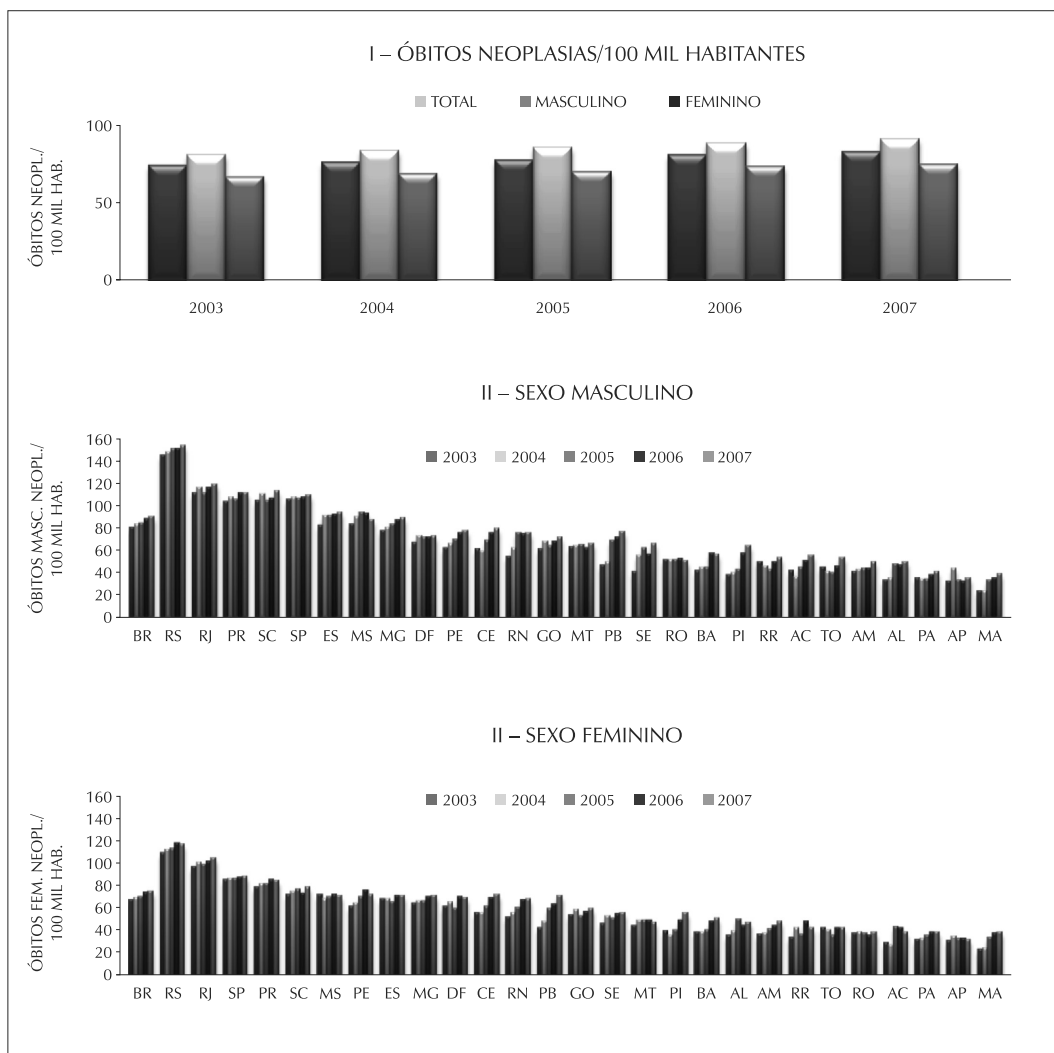 I – ÓBITOS NEOPLASIAS/100 MIL HABITANTES
TOTAL MASCULINO FEMININO
ÓBITOS NEOPL./
100 MIL HAB.
100
50
0
2003 2004 2005 2006 2007
II – SEXO MASCULINO
2003 2004 2005 2006 2007
ÓBITOS MASC. NEOPL./
100 MIL HAB.
160
140
120
100
80
60
40
20
0
BR RS RJ PR SC SP ES MS MG DF PE CE RN GO MT PB SE RO BA PI RR AC TO AM AL PA AP MA
II – SEXO FEMININO
2003 2004 2005 2006 2007
ÓBITOS FEM. NEOPL./
100 MIL HAB.
160
140
120
100
80
60
40
20
0
BR RS RJ SP PR SC MS PE ES MG DF CE RN PB GO SE MT PI BA AL AM RR TO RO AC PA AP MA